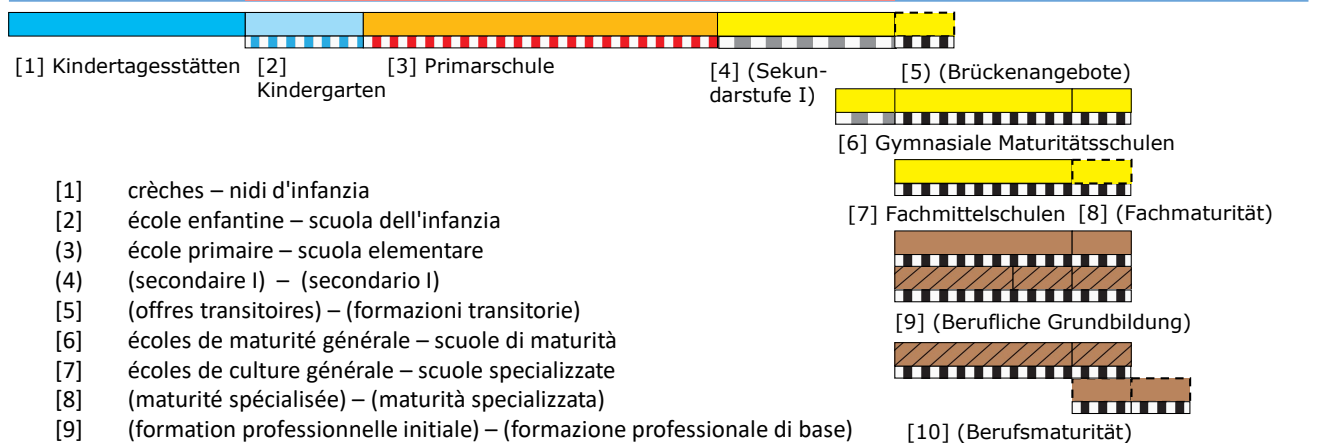 [1] Kindertagesstätten
[2]
Kindergarten
[3] Primarschule
[4] (Sekun-
darstufe I)
[5) (Brückenangebote)
[6] Gymnasiale Maturitätsschulen
[7] Fachmittelschulen
[8] (Fachmaturität)
[9] (Berufliche Grundbildung)
[10] (Berufsmaturität)
[1] crèches – nidi d'infanzia
[2] école enfantine – scuola dell'infanzia
(3) école primaire – scuola elementare
(4) (secondaire I) – (secondario I)
[5] (offres transitoires) – (formazioni transitorie)
[6] écoles de maturité générale – scuole di maturità
[7] écoles de culture générale – scuole specializzate
[8] (maturité spécialisée) – (maturità specializzata)
[9] (formation professionnelle initiale) – (formazione professionale di base)